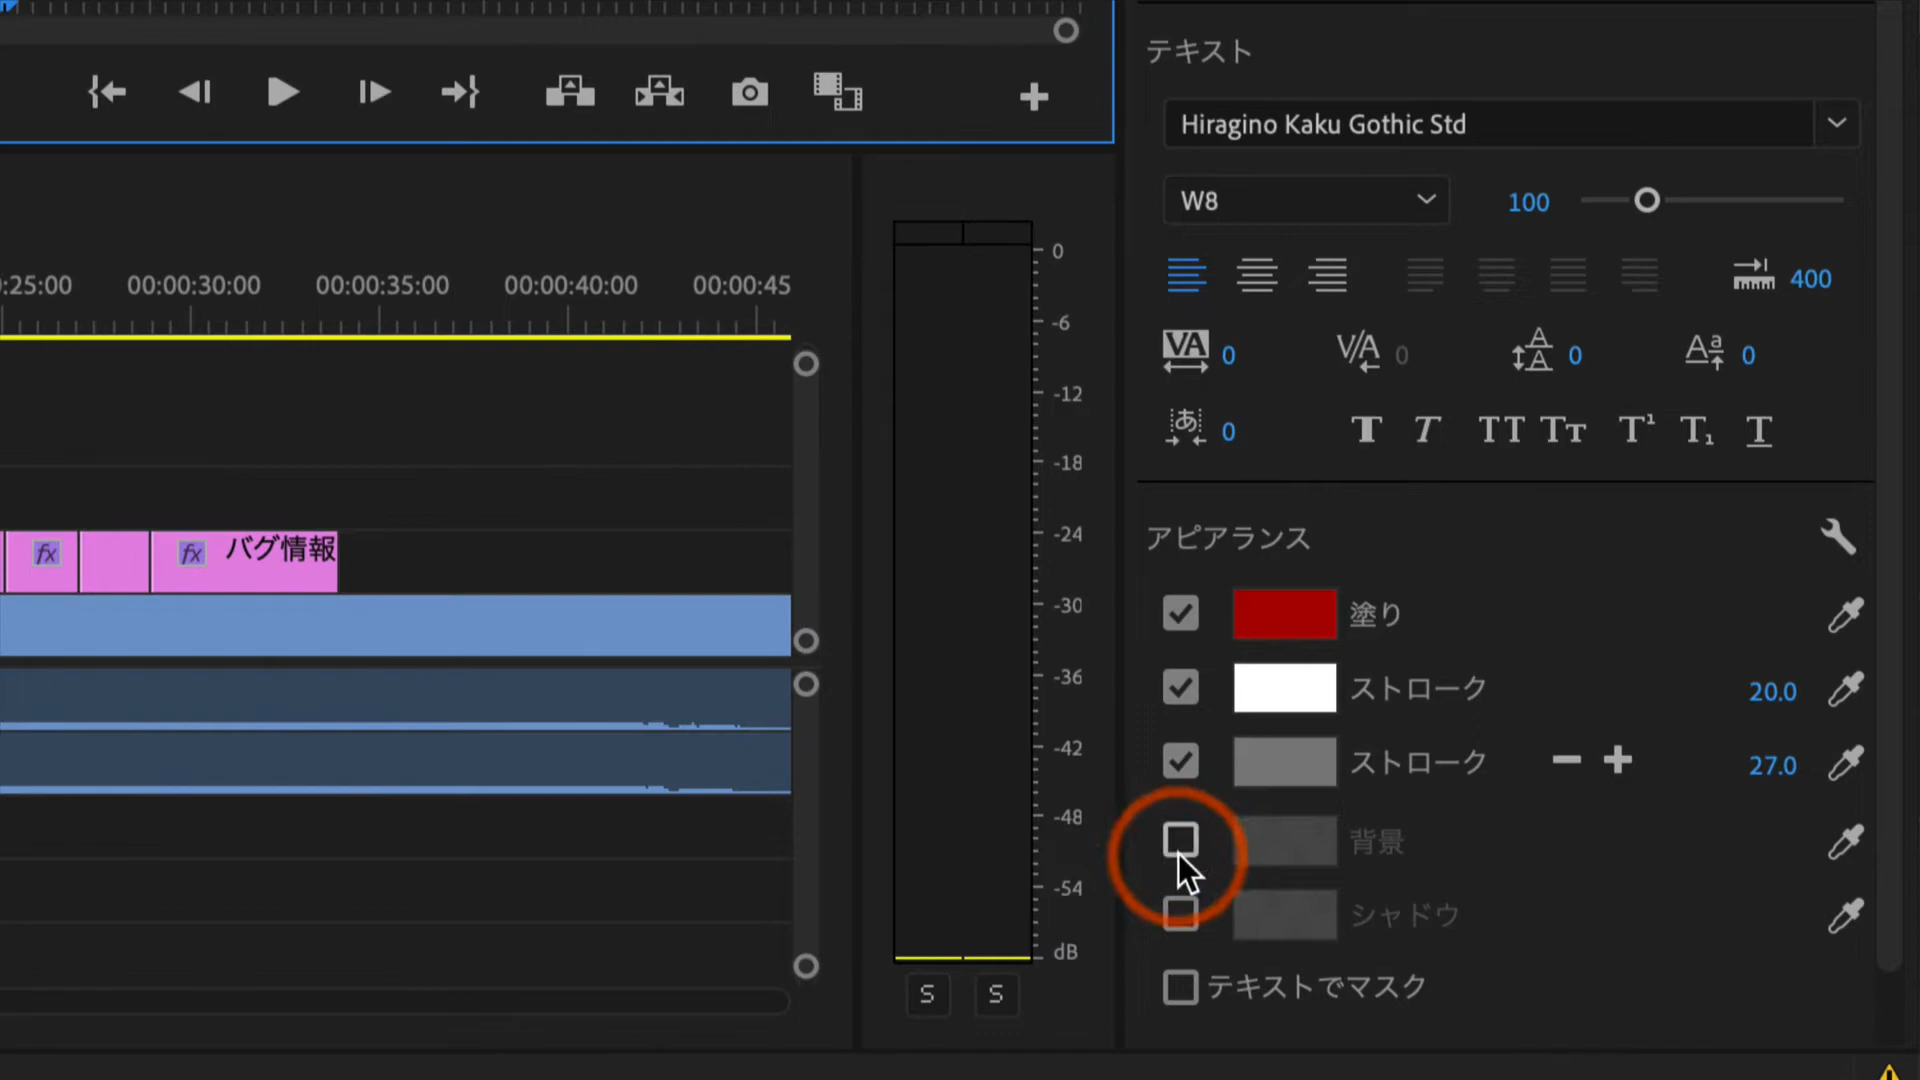 テキスト
Hiragino Kaku Gothic Std
W8
100
400
0
0
0
0
0
:25:00
00:00:30:00
00:00:35:00
00:00:40:00
00:00:45
0
-6
-12
-18
-24
-30
-36
-42
-48
-54
dB
S S
fx
fx バグ情報
アピアランス
塗り
ストローク 20.0
ストローク 27.0
背景
シャドウ
テキストでマスク